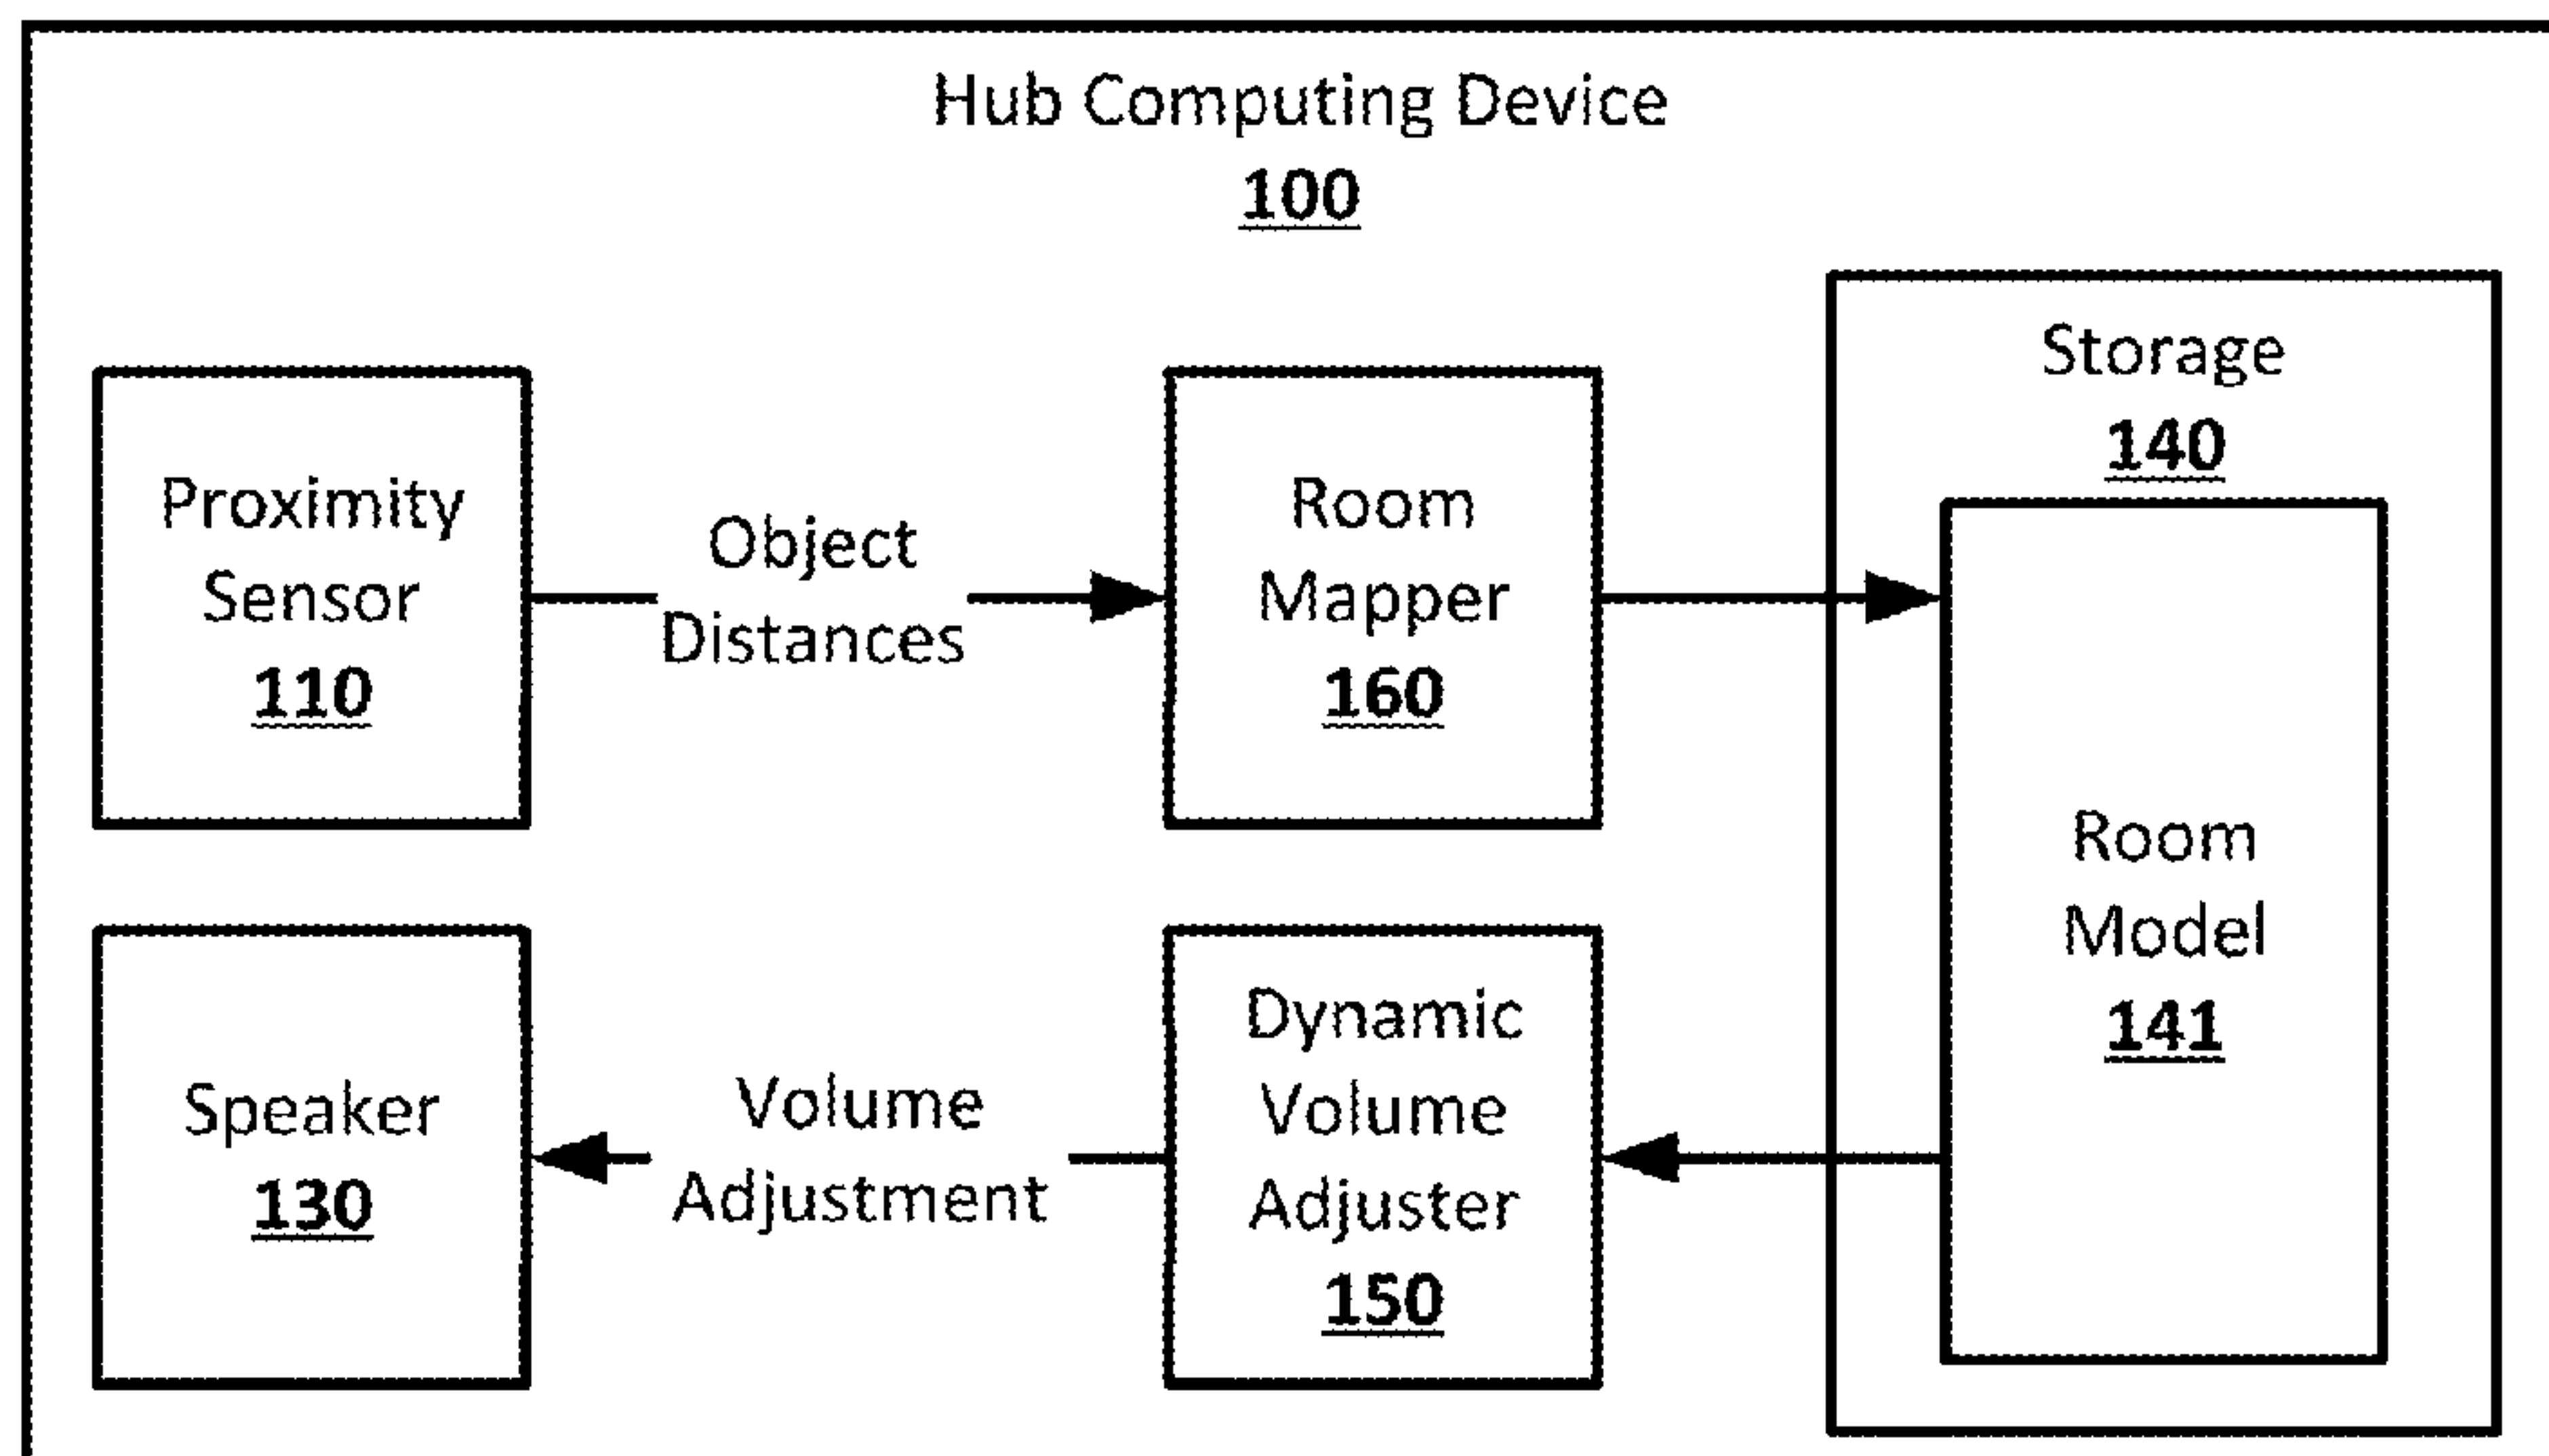 Hub Computing Device
100
Proximity
Sensor
110
Object
Distances
Room
Mapper
160
Storage
140
Room
Model
141
Speaker
130
Volume
Adjustment
Dynamic
Volume
Adjuster
150